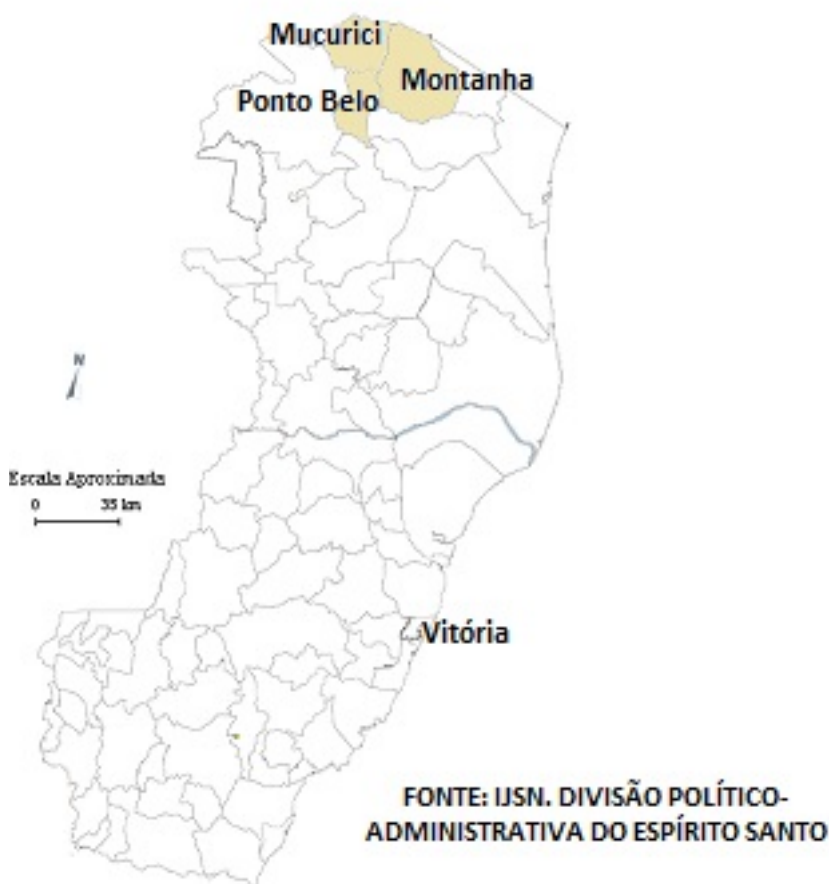 Mucurici
Montanha
Ponto Belo
N
Escala Aproximada
0 35 km
Vitória
FONTE: IJSN. DIVISÃO POLÍTICO-
ADMINISTRATIVA DO ESPÍRITO SANTO